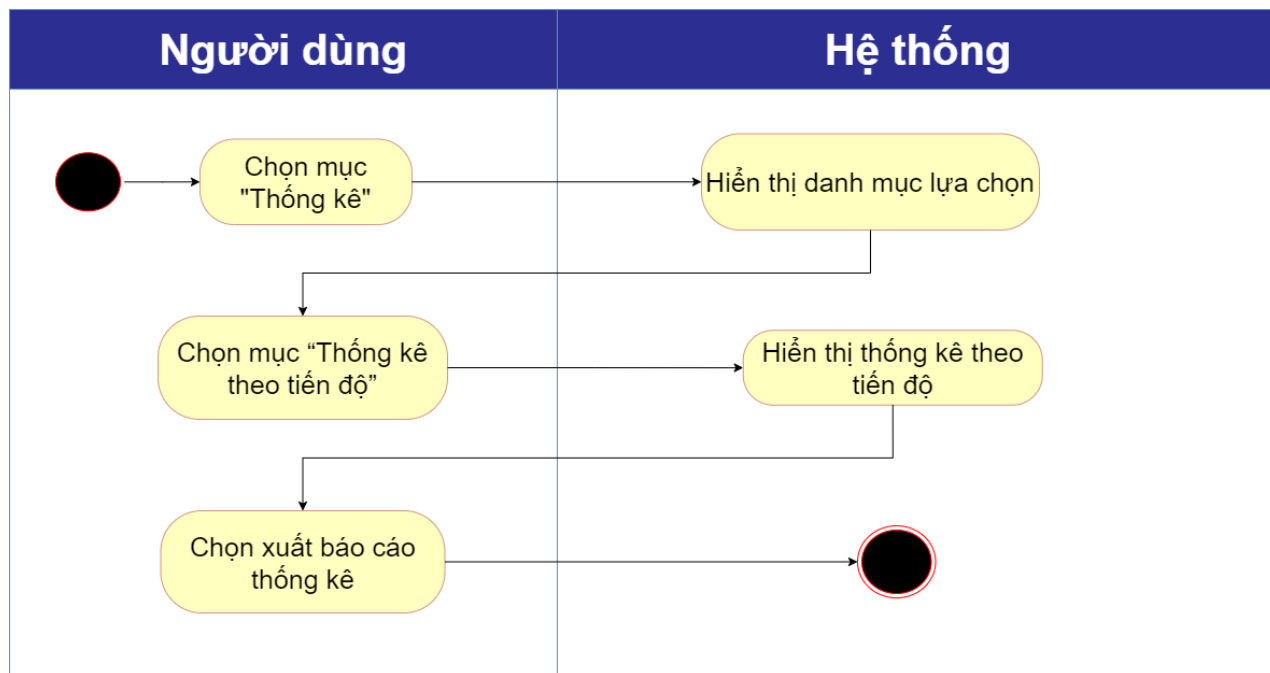 Người dùng
Hệ thống
Chọn mục
"Thống kê"
Hiển thị danh mục lựa chọn
Chọn mục “Thống kê
theo tiến độ”
Hiển thị thống kê theo
tiến độ
Chọn xuất báo cáo
thống kê